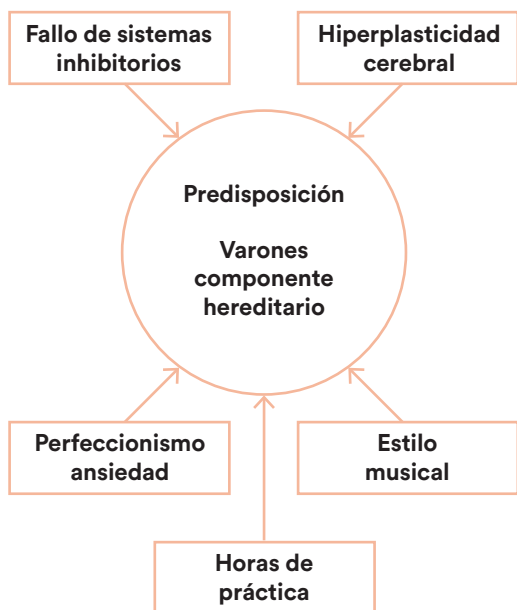 Fallo de sistemas
inhibitorios
Hiperplasticidad
cerebral
Predisposición
Varones
componente
hereditario
Perfeccionismo
ansiedad
Estilo
musical
Horas de
práctica